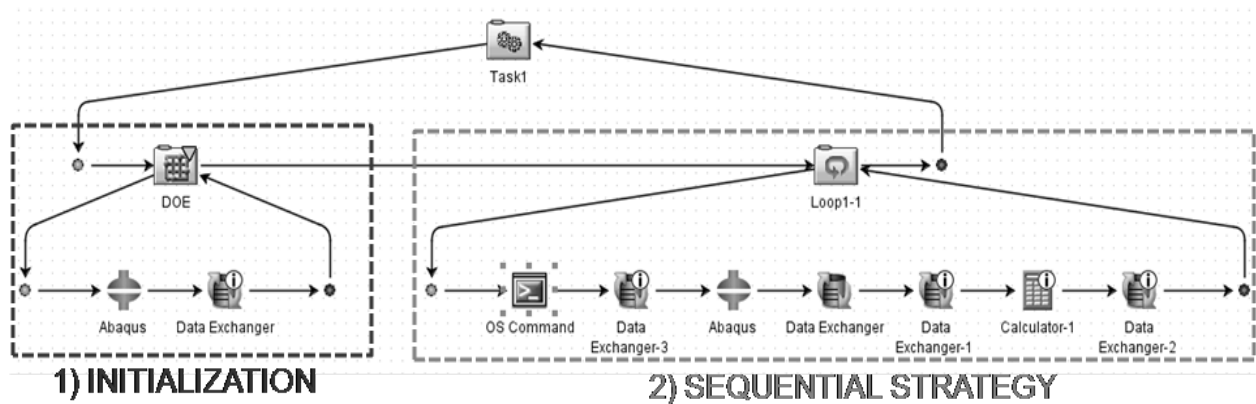 Task1
DOE
Loop1-1
Abaqus
Data Exchanger
OS Command
Data
Exchanger-3
Abaqus
Data Exchanger
Data
Exchanger-1
Calculator-1
Data
Exchanger-2
1) INITIALIZATION
2) SEQUENTIAL STRATEGY